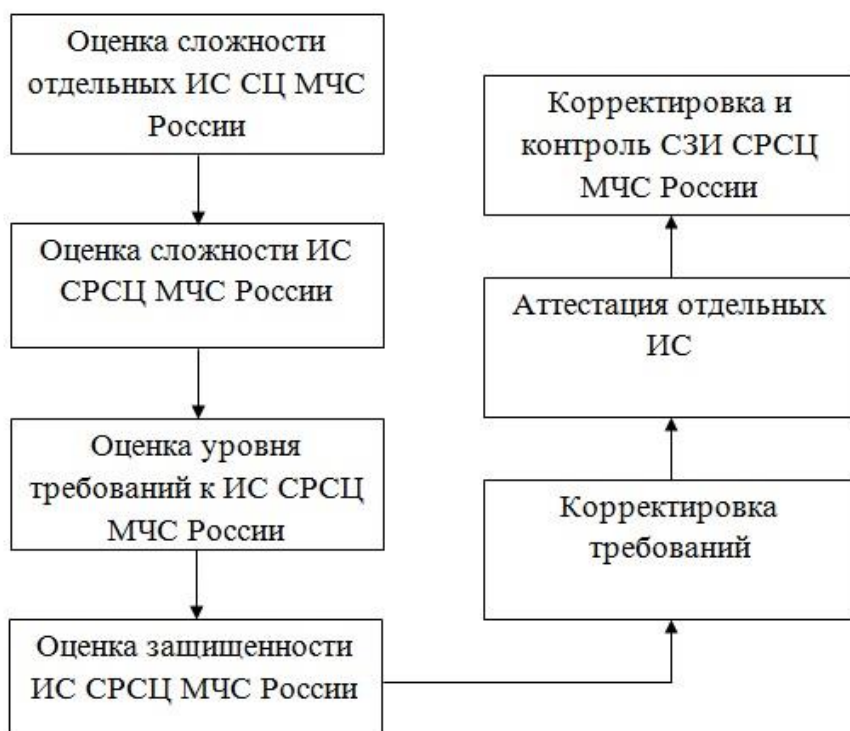 Оценка сложности
отдельных ИС СЦ МЧС
России
Оценка сложности ИС
СРСЦ МЧС России
Оценка уровня
требований к ИС СРСЦ
МЧС России
Оценка защищенности
ИС СРСЦ МЧС России
Корректировка и
контроль СЗИ СРСЦ
МЧС России
Аттестация отдельных
ИС
Корректировка
требований